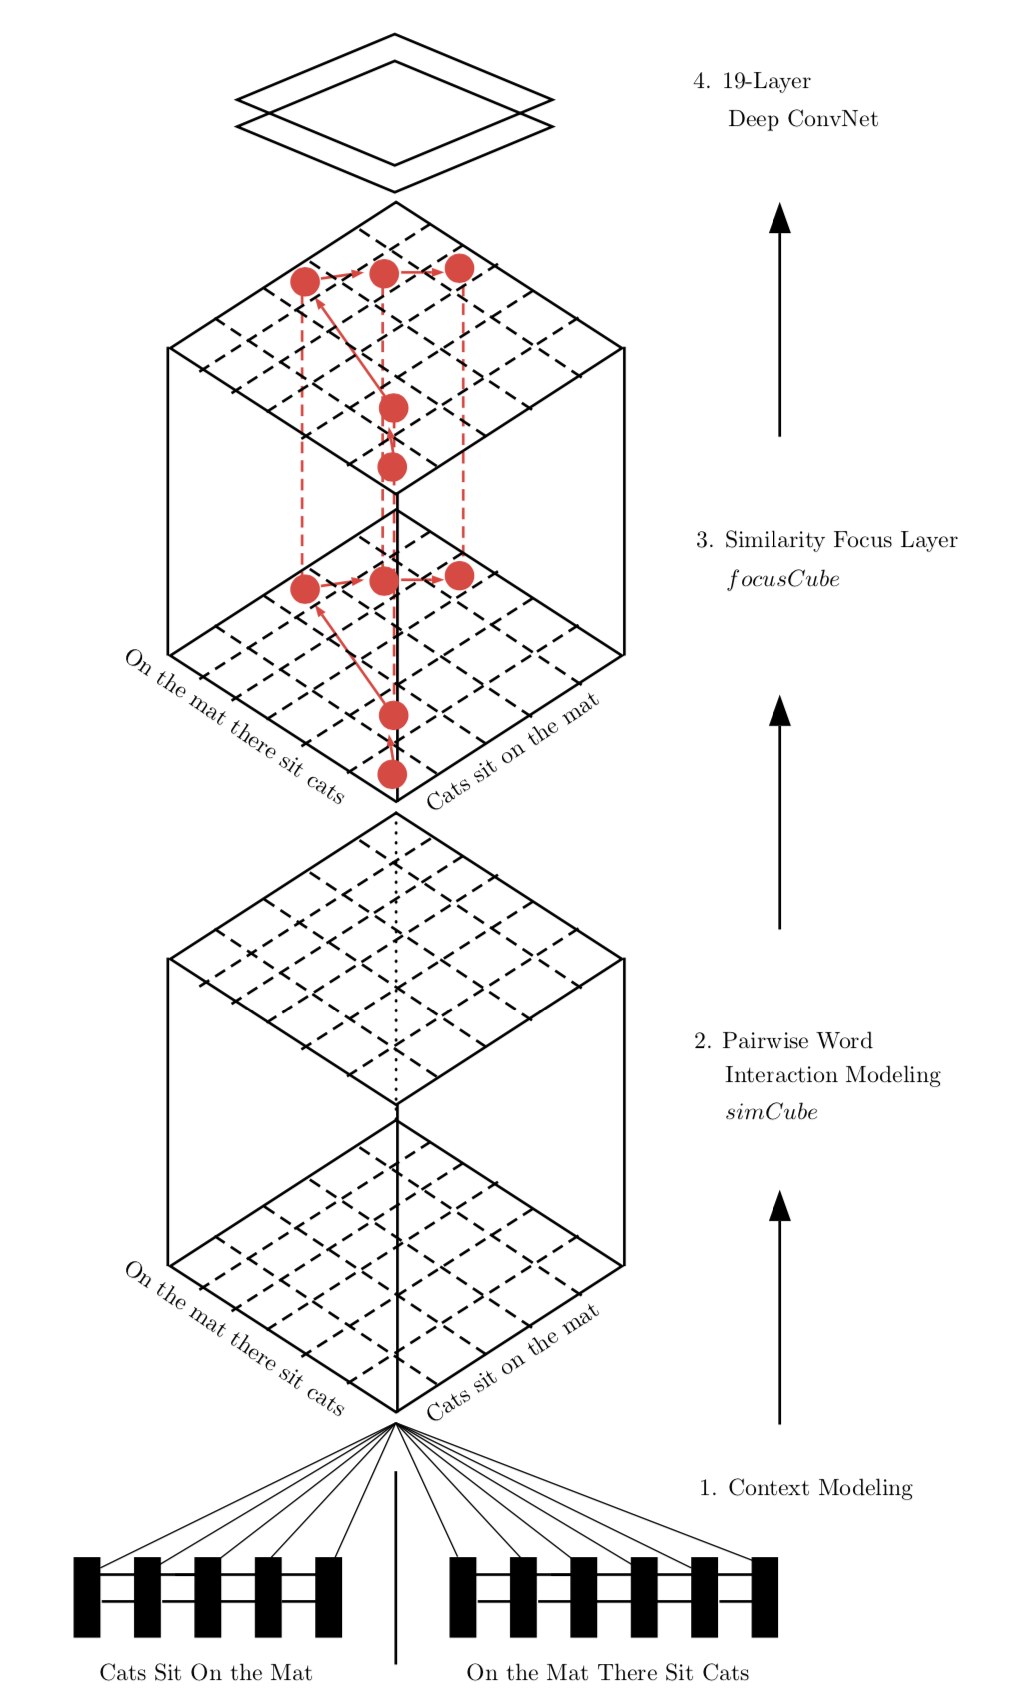 4. 19-Layer
Deep ConvNet
3. Similarity Focus Layer
focusCube
On the mat there sit cats
Cats sit on the mat
2. Pairwise Word
Interaction Modeling
simCube
On the mat there sit cats
Cats sit on the mat
1. Context Modeling
Cats Sit On the Mat
On the Mat There Sit Cats